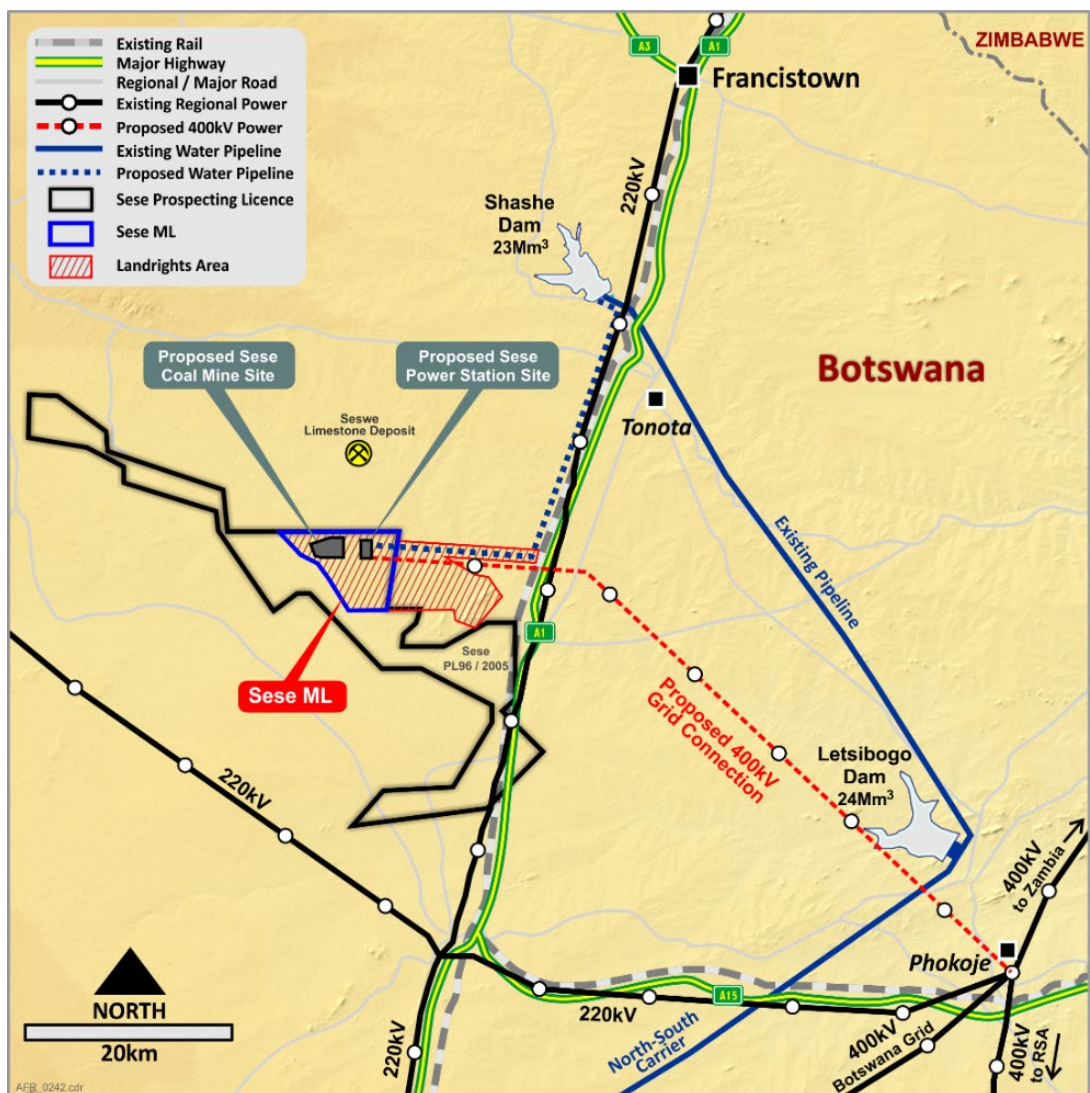 Existing Rail
Major Highway
Regional / Major Road
Existing Regional Power
Proposed 400kV Power
Existing Water Pipeline
Proposed Water Pipeline
Sese Prospecting Licence
Sese ML
Landrights Area
A3
A1
ZIMBABWE
Francistown
220kV
Shashe
Dam
23Mm³
Proposed Sese
Coal Mine Site
Proposed Sese
Power Station Site
Botswana
Seswe
Limestone Deposit
Tonota
Existing Pipeline
A1
Sese
PL96 / 2005
Sese ML
Proposed 400kV
Grid Connection
Letsibogo
Dam
24Mm³
220kV
400kV
to Zambia
Phokoje
NORTH
20km
220kV
220kV
A15
North-South
Carrier
400kV
Botswana Grid
400kV
to RSA
AFR_0242.cdr